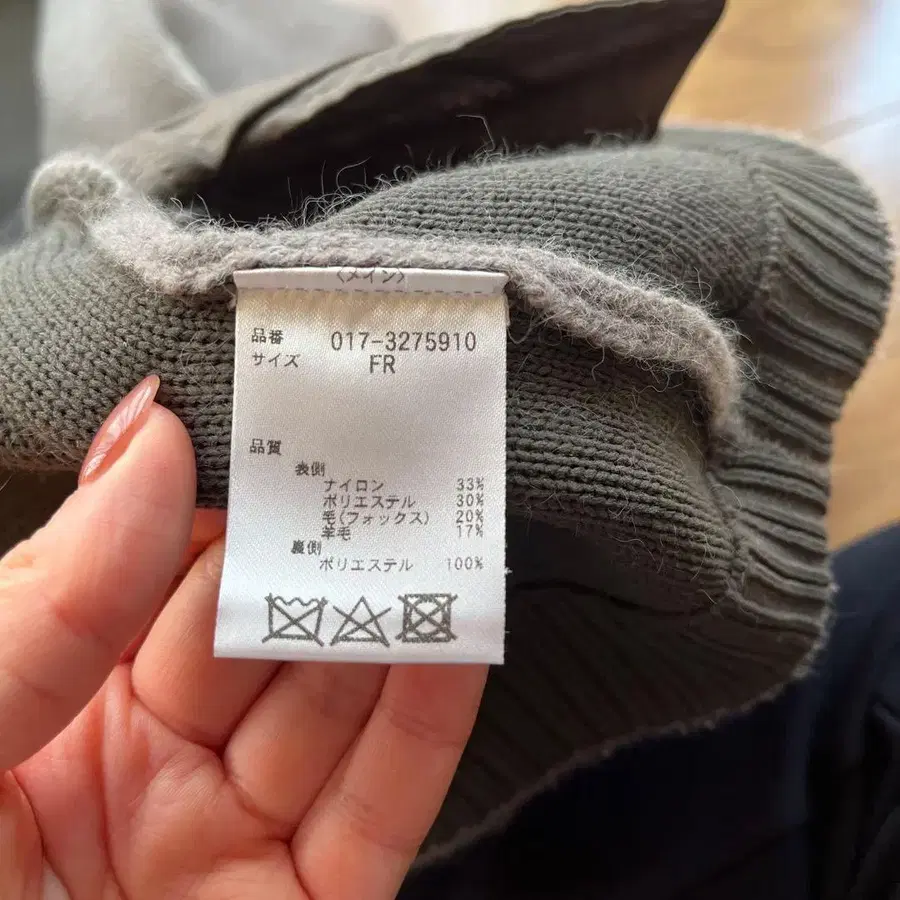 〈メイン〉
品番 017-3275910
サイズ FR
品質
表側
ナイロン 33%
ポリエステル 30%
毛(フォックス) 20%
羊毛 17%
裏側
ポリエステル 100%